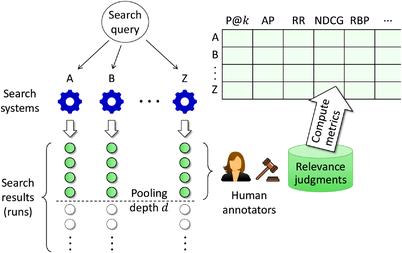 Search
query
P@k AP RR NDCG RBP ...
A
B
Z
Search
systems
A B Z
Compute
metrics
Search
results
(runs)
Pooling
depth d
Human
annotators
Relevance
judgments